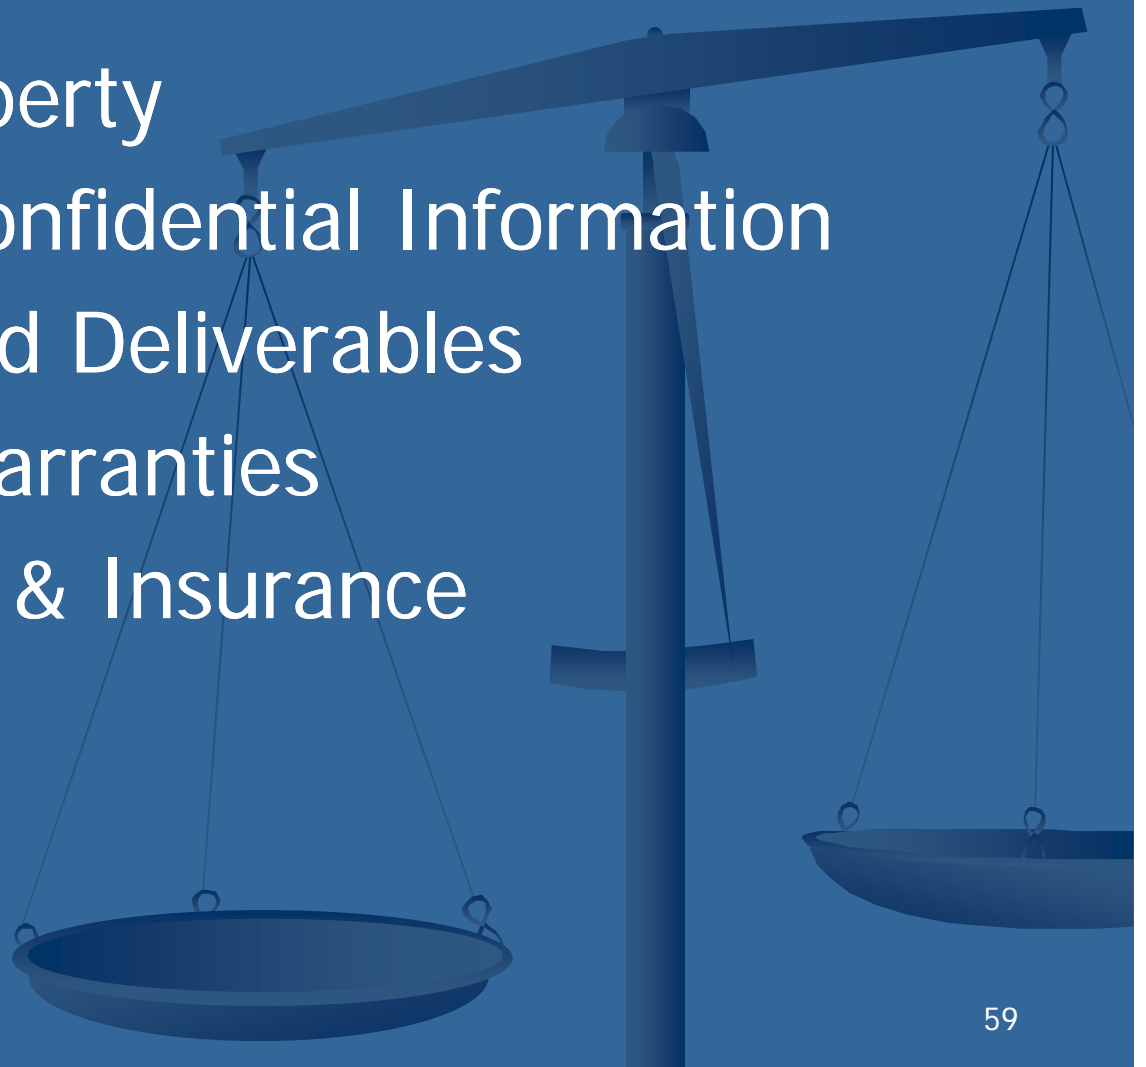 perty
onfidential Information
d Deliverables
arranties
& Insurance
59